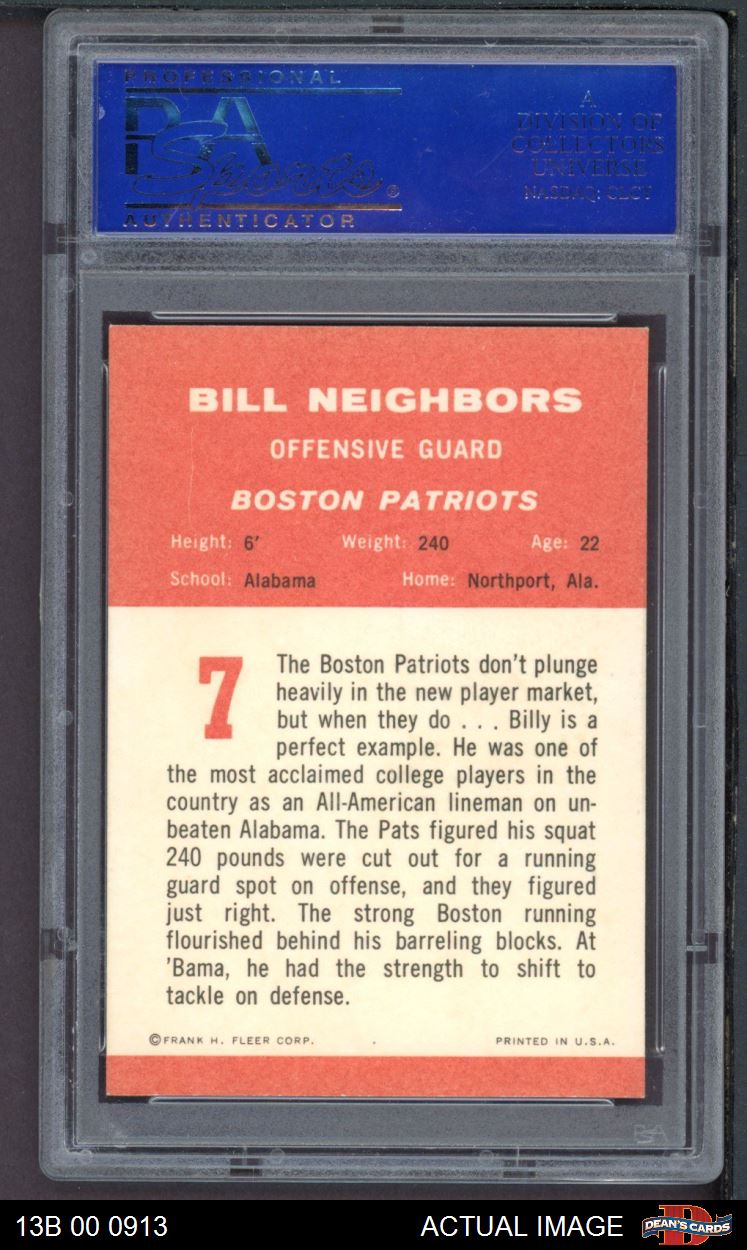 PROFESSIONAL
PSA
Sports®
AUTHENTICATOR
A
DIVISION OF
COLLECTORS
UNIVERSE
NASDAQ: CLCT
BILL NEIGHBORS
OFFENSIVE GUARD
BOSTON PATRIOTS
Height: 6′ Weight: 240 Age: 22
School: Alabama Home: Northport, Ala.
7
The Boston Patriots don't plunge
heavily in the new player market,
but when they do . . . Billy is a
perfect example. He was one of
the most acclaimed college players in the
country as an All-American lineman on un-
beaten Alabama. The Pats figured his squat
240 pounds were cut out for a running
guard spot on offense, and they figured
just right. The strong Boston running
flourished behind his barreling blocks. At
'Bama, he had the strength to shift to
tackle on defense.
©FRANK H. FLEER CORP. PRINTED IN U.S.A.
PSA
13B 00 0913 ACTUAL IMAGE DEAN'S CARDS